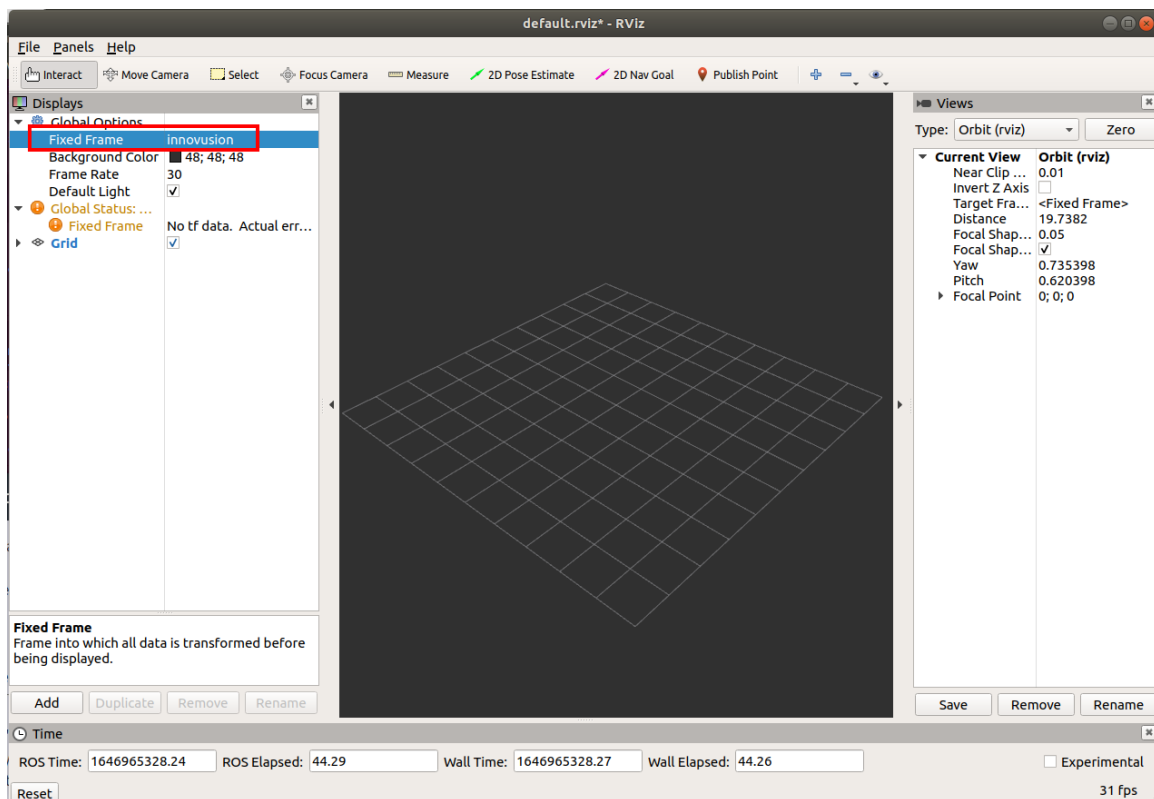 default.rviz* - RViz
File Panels Help
Interact Move Camera Select Focus Camera Measure 2D Pose Estimate 2D Nav Goal Publish Point
Displays
Global Options
Fixed Frame innovusion
Background Color 48; 48; 48
Frame Rate 30
Default Light
Global Status: ...
Fixed Frame No tf data. Actual err...
Grid
Fixed Frame
Frame into which all data is transformed before
being displayed.
Add Duplicate Remove Rename
Views
Type: Orbit (rviz) Zero
Current View Orbit (rviz)
Near Clip ... 0.01
Invert Z Axis
Target Fra... <Fixed Frame>
Distance 19.7382
Focal Shap... 0.05
Focal Shap...
Yaw 0.735398
Pitch 0.620398
Focal Point 0; 0; 0
Save Remove Rename
Time
ROS Time: 1646965328.24 ROS Elapsed: 44.29 Wall Time: 1646965328.27 Wall Elapsed: 44.26 Experimental
Reset 31 fps